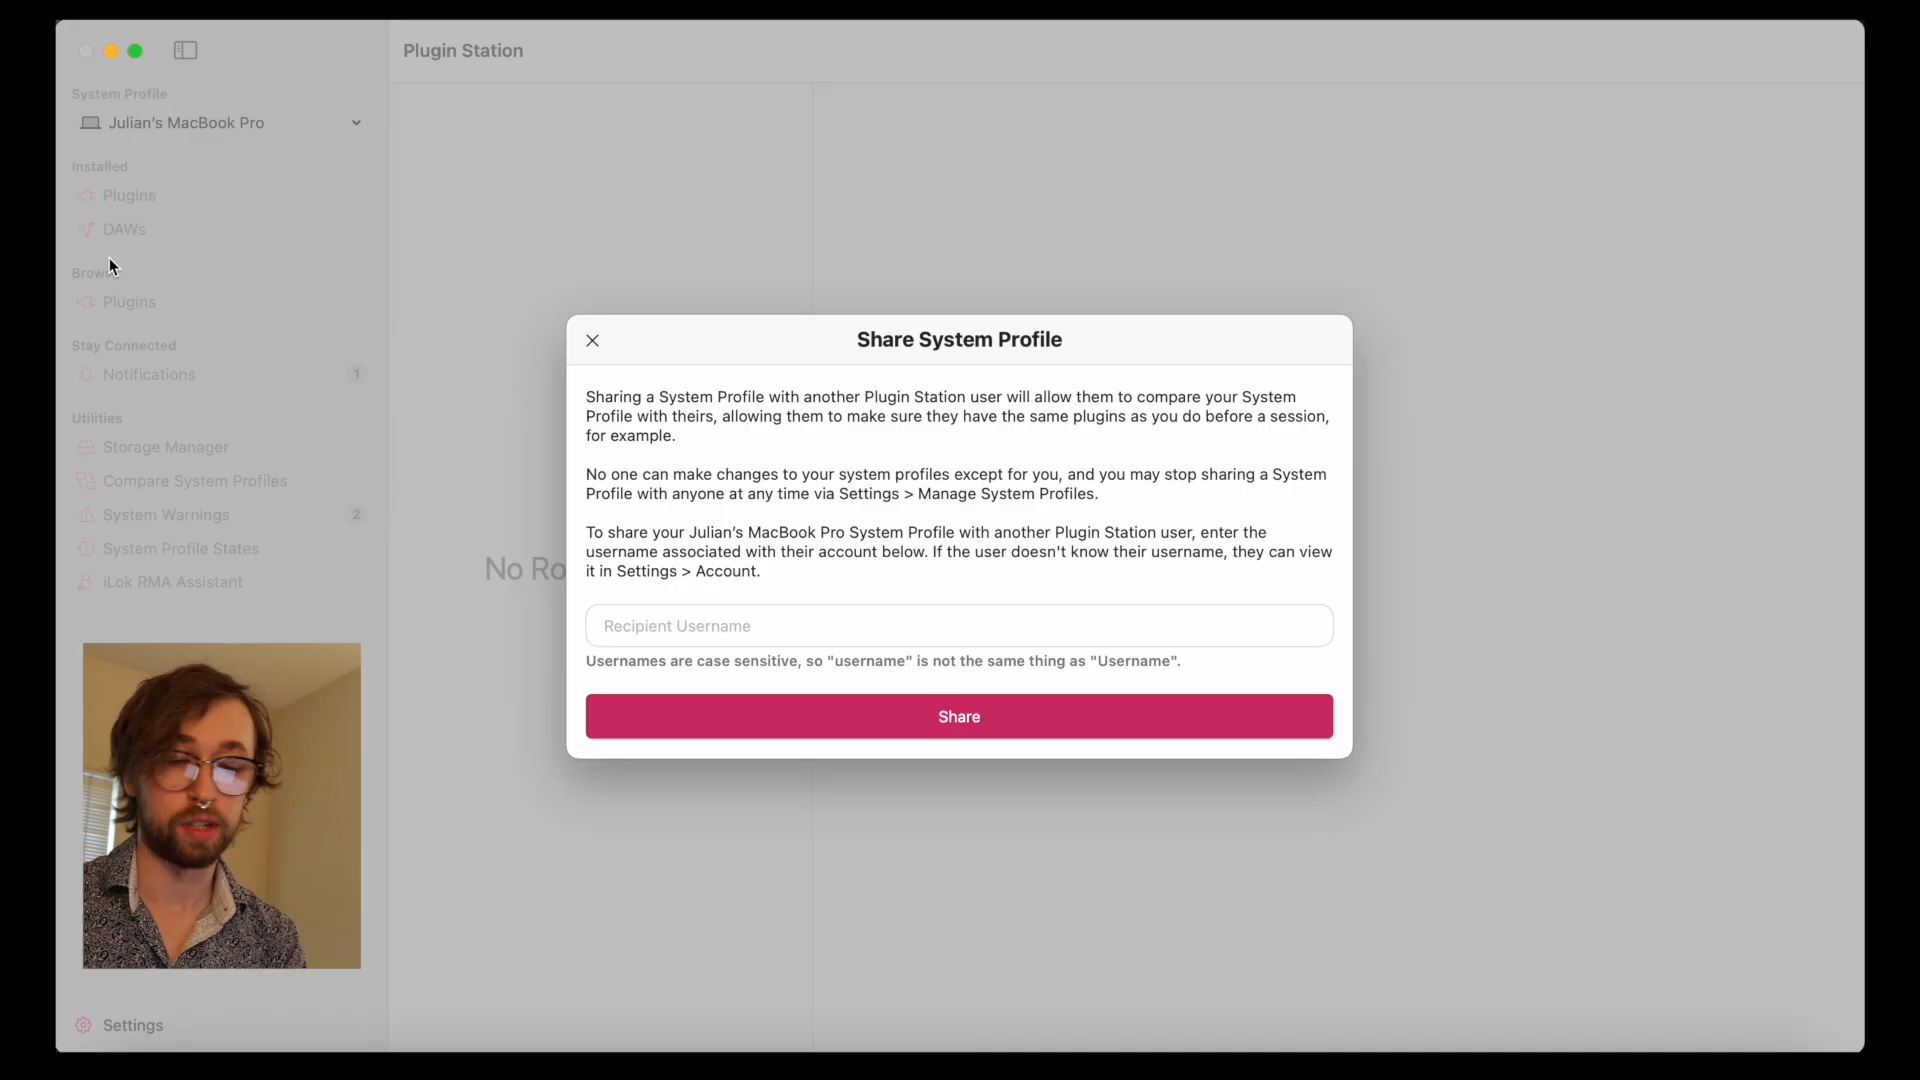 Plugin Station
System Profile
Julian's MacBook Pro
Installed
Plugins
DAWs
Plugins
Stay Connected
Notifications 1
Utilities
Storage Manager
Compare System Profiles
System Warnings 2
System Profile States
iLok RMA Assistant
Settings
No
Share System Profile
Sharing a System Profile with another Plugin Station user will allow them to compare your System
Profile with theirs, allowing them to make sure they have the same plugins as you do before a session,
for example.
No one can make changes to your system profiles except for you, and you may stop sharing a System
Profile with anyone at any time via Settings > Manage System Profiles.
To share your Julian's MacBook Pro System Profile with another Plugin Station user, enter the
username associated with their account below. If the user doesn't know their username, they can view
it in Settings > Account.
Recipient Username
Usernames are case sensitive, so "username" is not the same thing as "Username".
Share